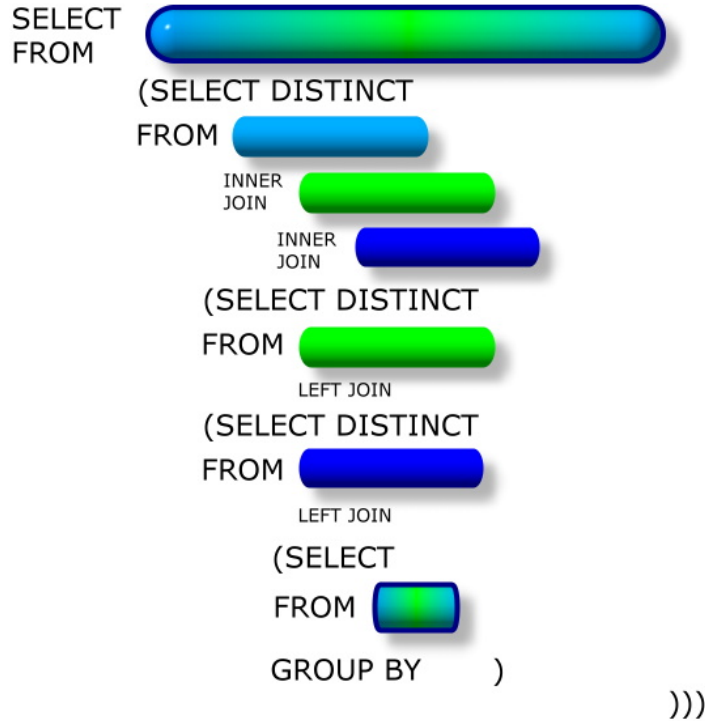 SELECT
FROM
(SELECT DISTINCT
FROM
INNER
JOIN
INNER
JOIN
(SELECT DISTINCT
FROM
LEFT JOIN
(SELECT DISTINCT
FROM
LEFT JOIN
(SELECT
FROM
GROUP BY )
)))